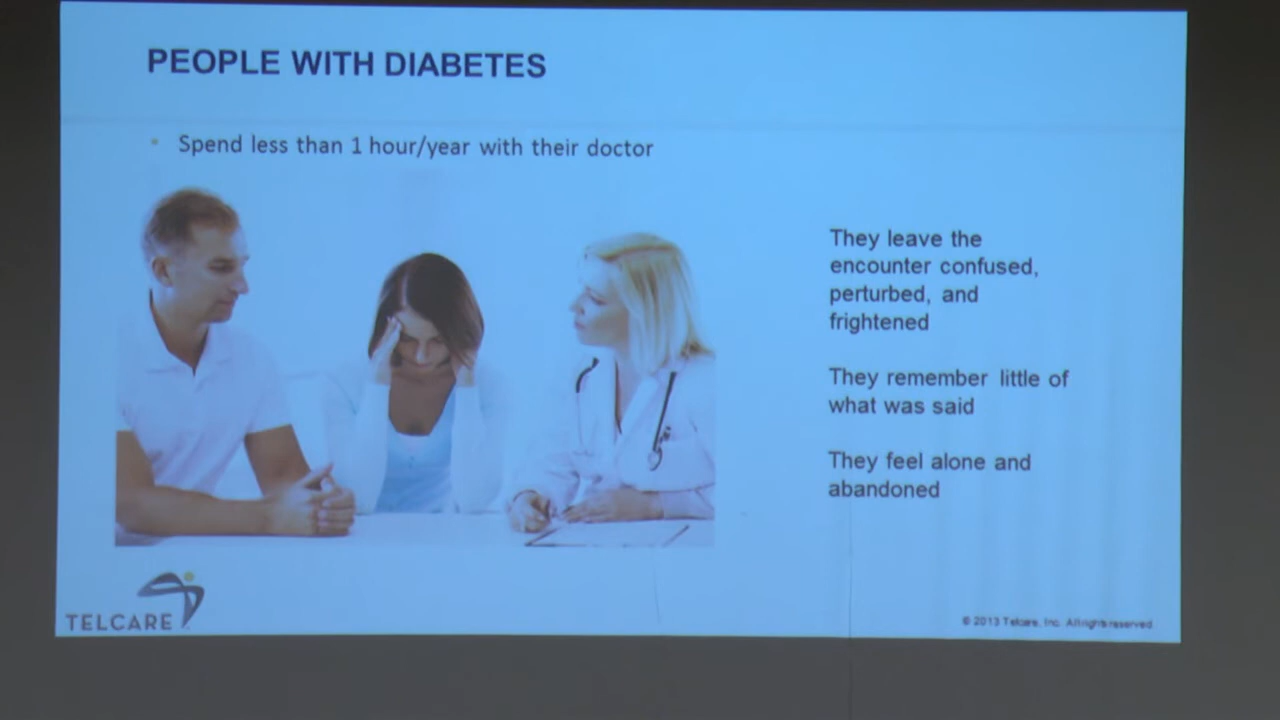 PEOPLE WITH DIABETES
• Spend less than 1 hour/year with their doctor
They leave the
encounter confused,
perturbed, and
frightened
They remember little of
what was said
They feel alone and
abandoned
TELCARE
© 2013 Telcare, Inc. All rights reserved.